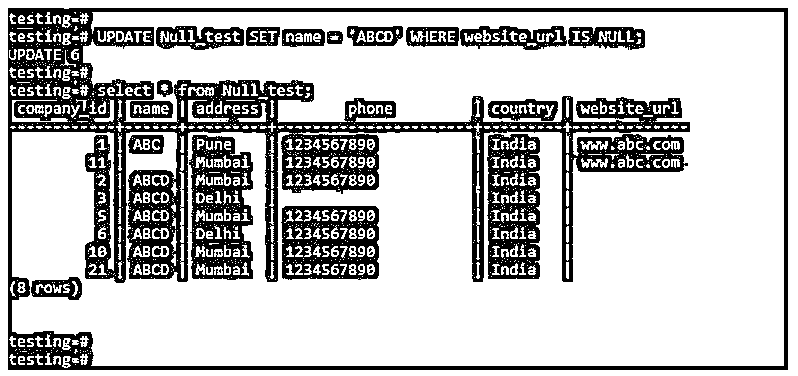 testing=#
testing=# UPDATE Null_test SET name = 'ABCD' WHERE website_url IS NULL;
UPDATE 6
testing=#
testing=# select * from Null_test;
company_id | name | address | phone | country | website_url
1 | ABC | Pune | 1234567890 | India | www.abc.com
11 | | Mumbai | 1234567890 | India | www.abc.com
2 | ABCD | Mumbai | 1234567890 | India |
3 | ABCD | Delhi | | India |
5 | ABCD | Mumbai | 1234567890 | India |
6 | ABCD | Delhi | 1234567890 | India |
10 | ABCD | Mumbai | 1234567890 | India |
21 | ABCD | Mumbai | 1234567890 | India |
(8 rows)
testing=#
testing=#